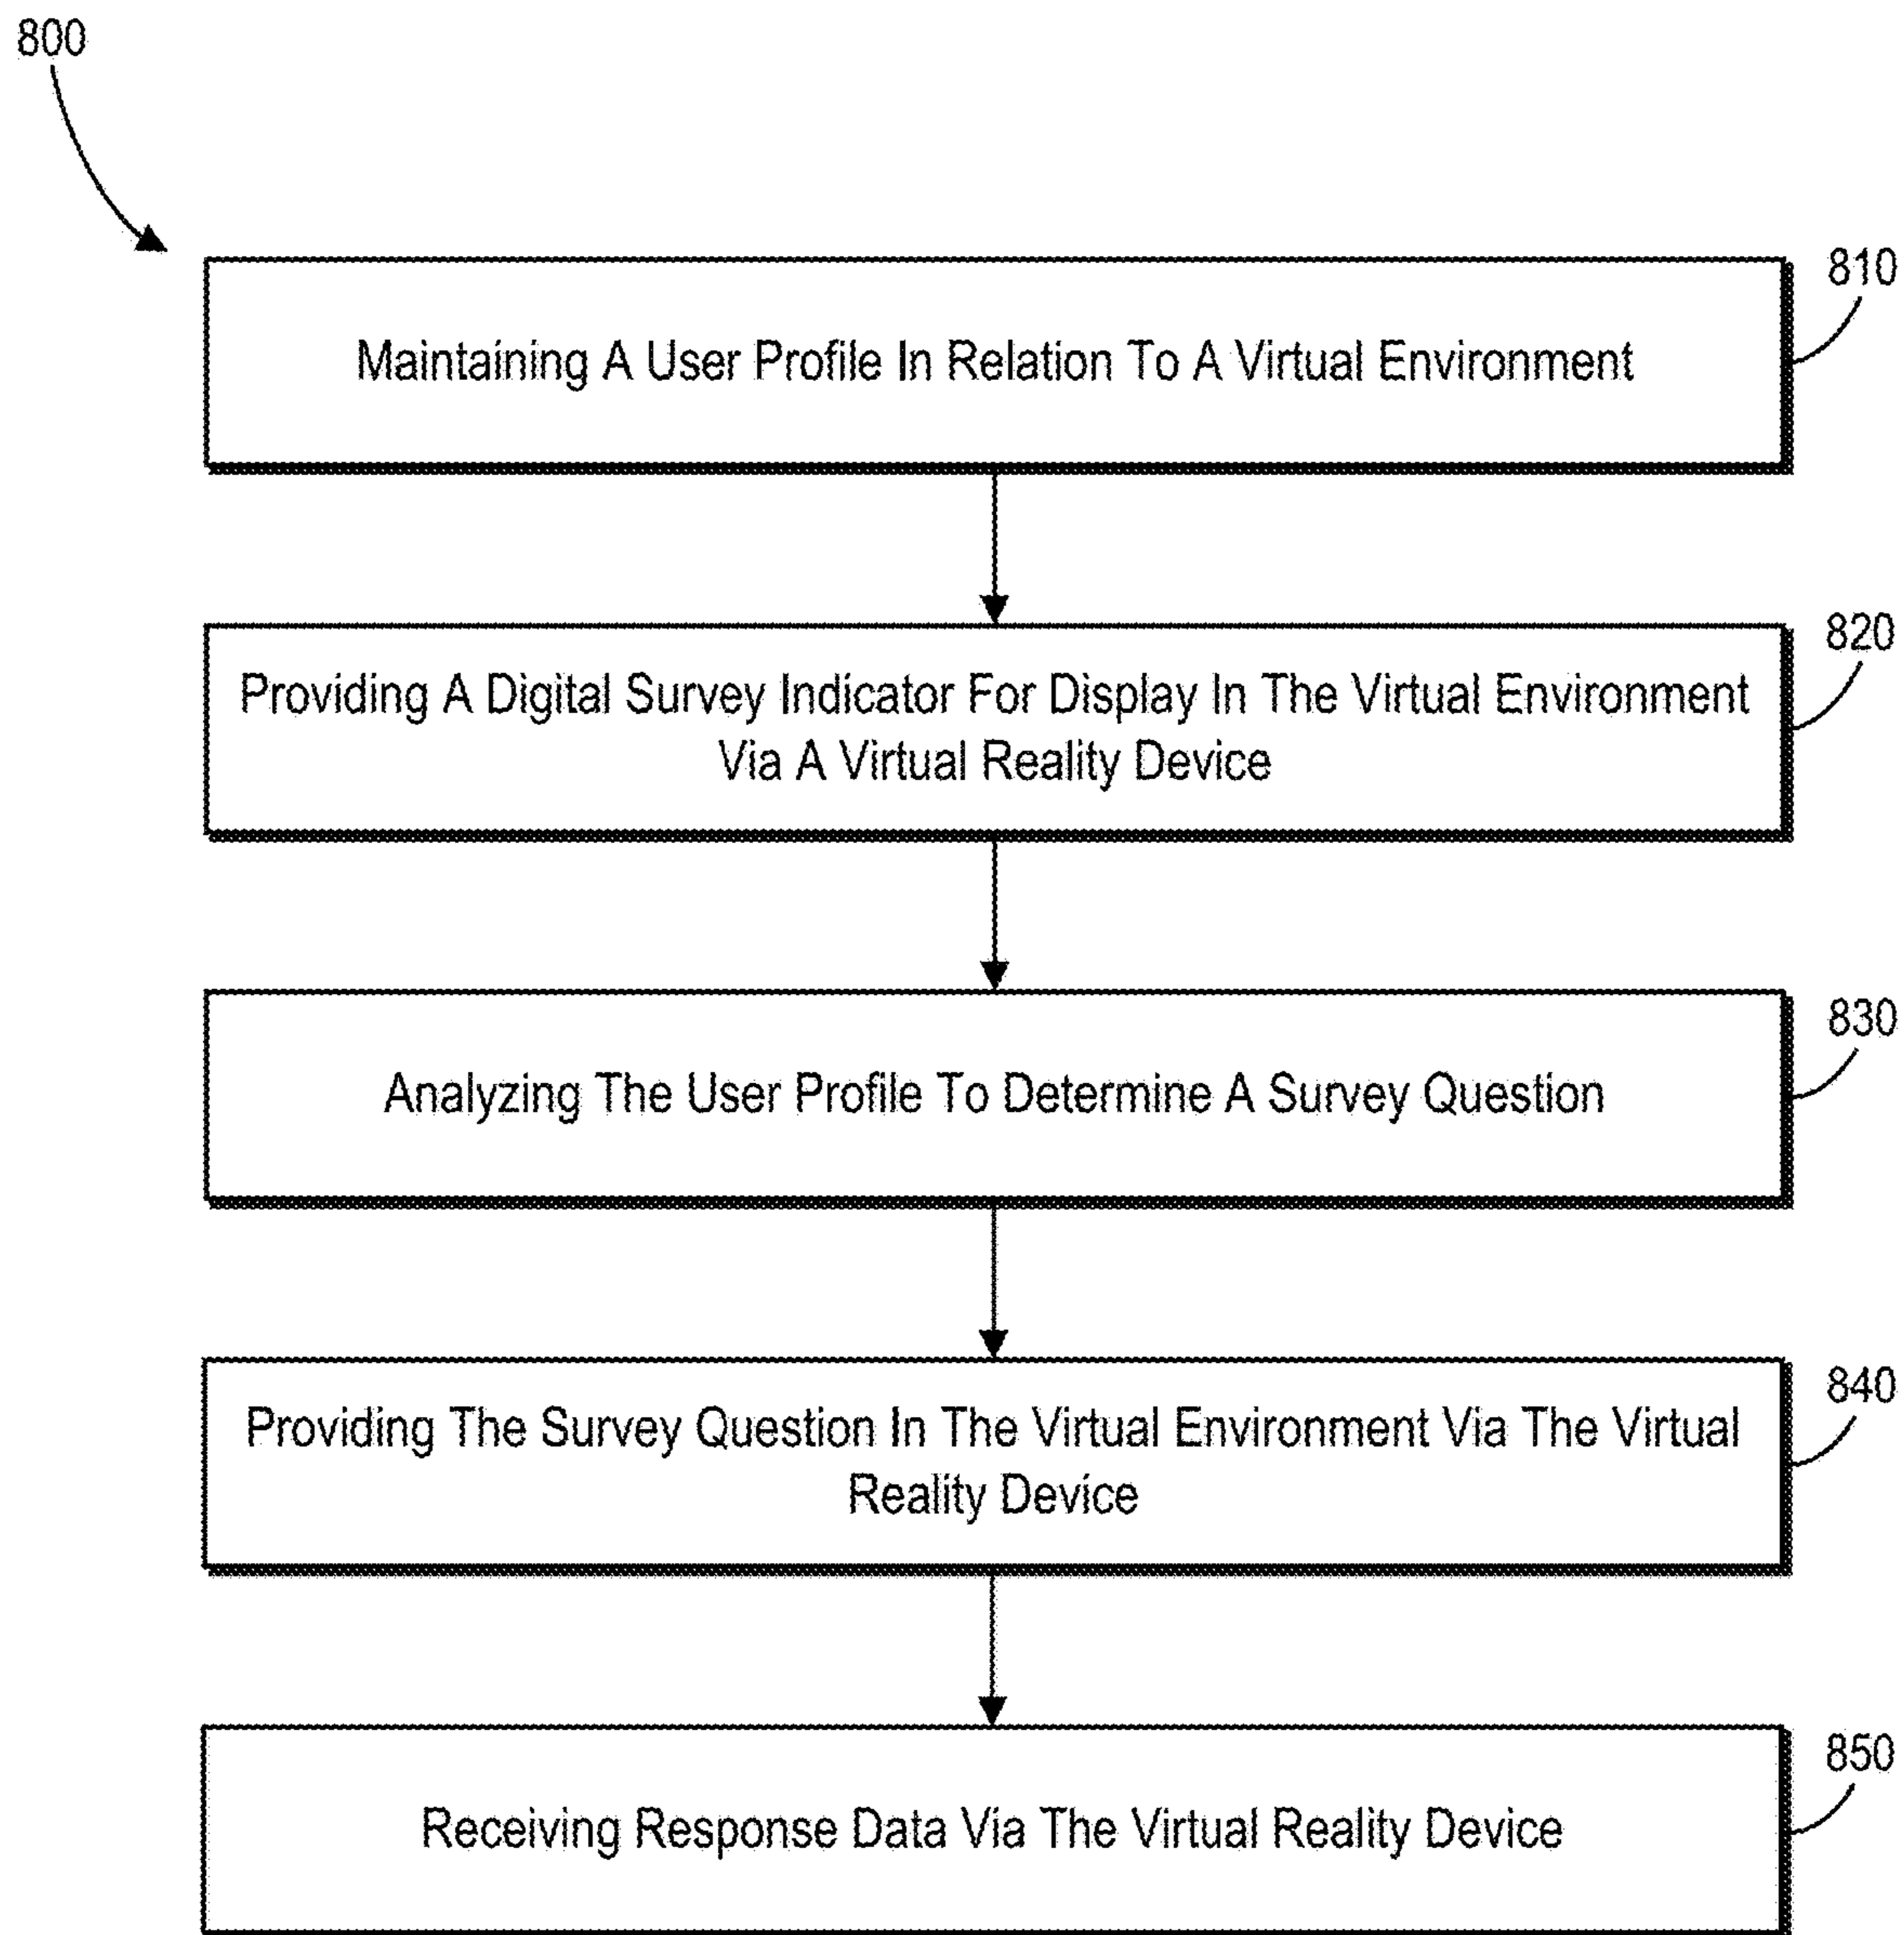 800
810
Maintaining A User Profile In Relation To A Virtual Environment
820
Providing A Digital Survey Indicator For Display In The Virtual Environment
Via A Virtual Reality Device
830
Analyzing The User Profile To Determine A Survey Question
840
Providing The Survey Question In The Virtual Environment Via The Virtual
Reality Device
850
Receiving Response Data Via The Virtual Reality Device